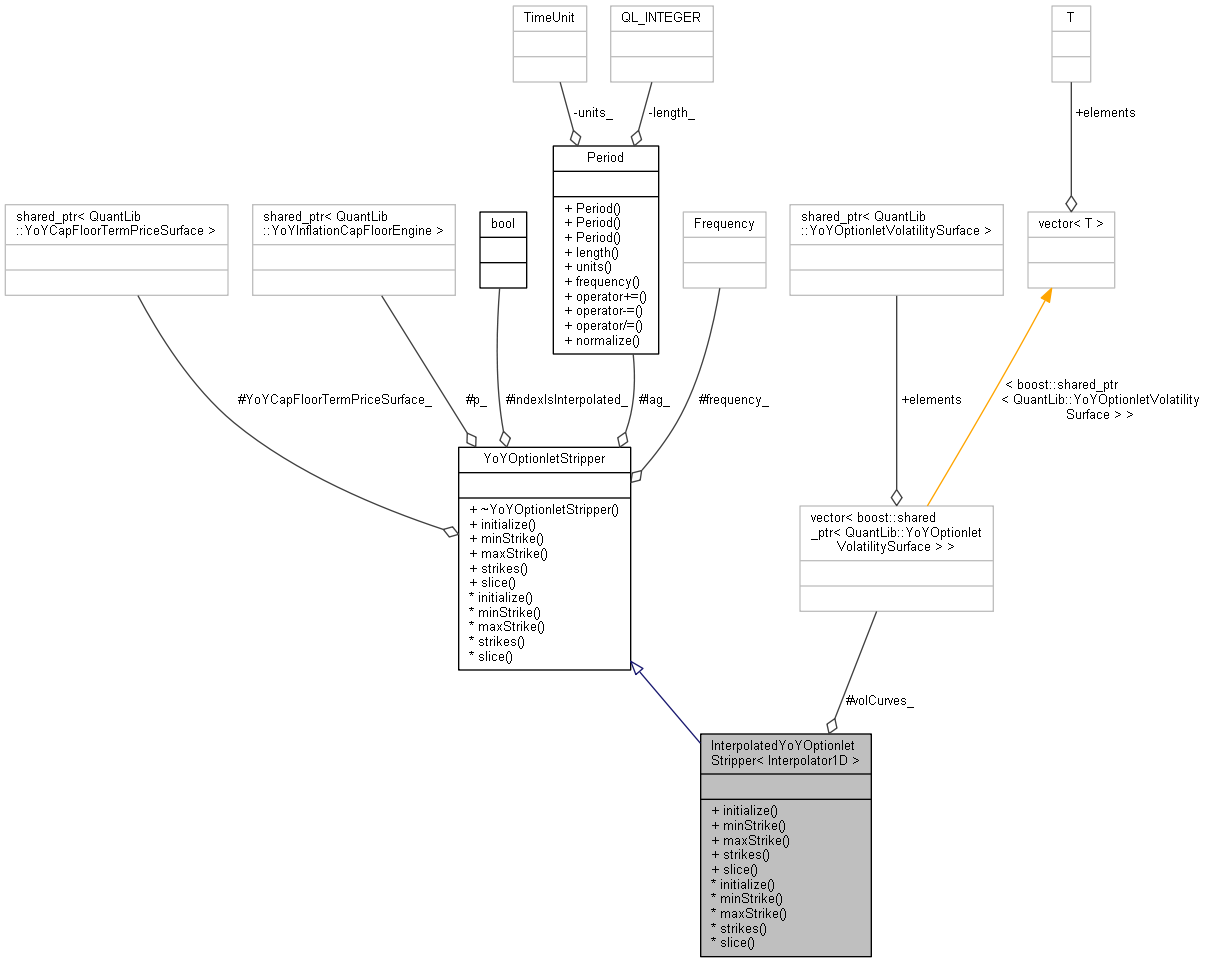 TimeUnit
QL_INTEGER
T
-units_
-length_
+elements
Period
+ Period()
+ Period()
+ Period()
+ length()
+ units()
+ frequency()
+ operator+=()
+ operator-=()
+ operator/=()
+ normalize()
shared_ptr< QuantLib
::YoYCapFloorTermPriceSurface >
shared_ptr< QuantLib
::YoYInflationCapFloorEngine >
bool
Frequency
shared_ptr< QuantLib
::YoYOptionletVolatilitySurface >
vector< T >
#YoYCapFloorTermPriceSurface_
#p_
#indexIsInterpolated_
#lag_
#frequency_
+elements
< boost::shared_ptr
< QuantLib::YoYOptionletVolatility
Surface > >
YoYOptionletStripper
+ ~YoYOptionletStripper()
+ initialize()
+ minStrike()
+ maxStrike()
+ strikes()
+ slice()
* initialize()
* minStrike()
* maxStrike()
* strikes()
* slice()
vector< boost::shared
_ptr< QuantLib::YoYOptionlet
VolatilitySurface > >
#volCurves_
InterpolatedYoYOptionlet
Stripper< Interpolator1D >
+ initialize()
+ minStrike()
+ maxStrike()
+ strikes()
+ slice()
* initialize()
* minStrike()
* maxStrike()
* strikes()
* slice()